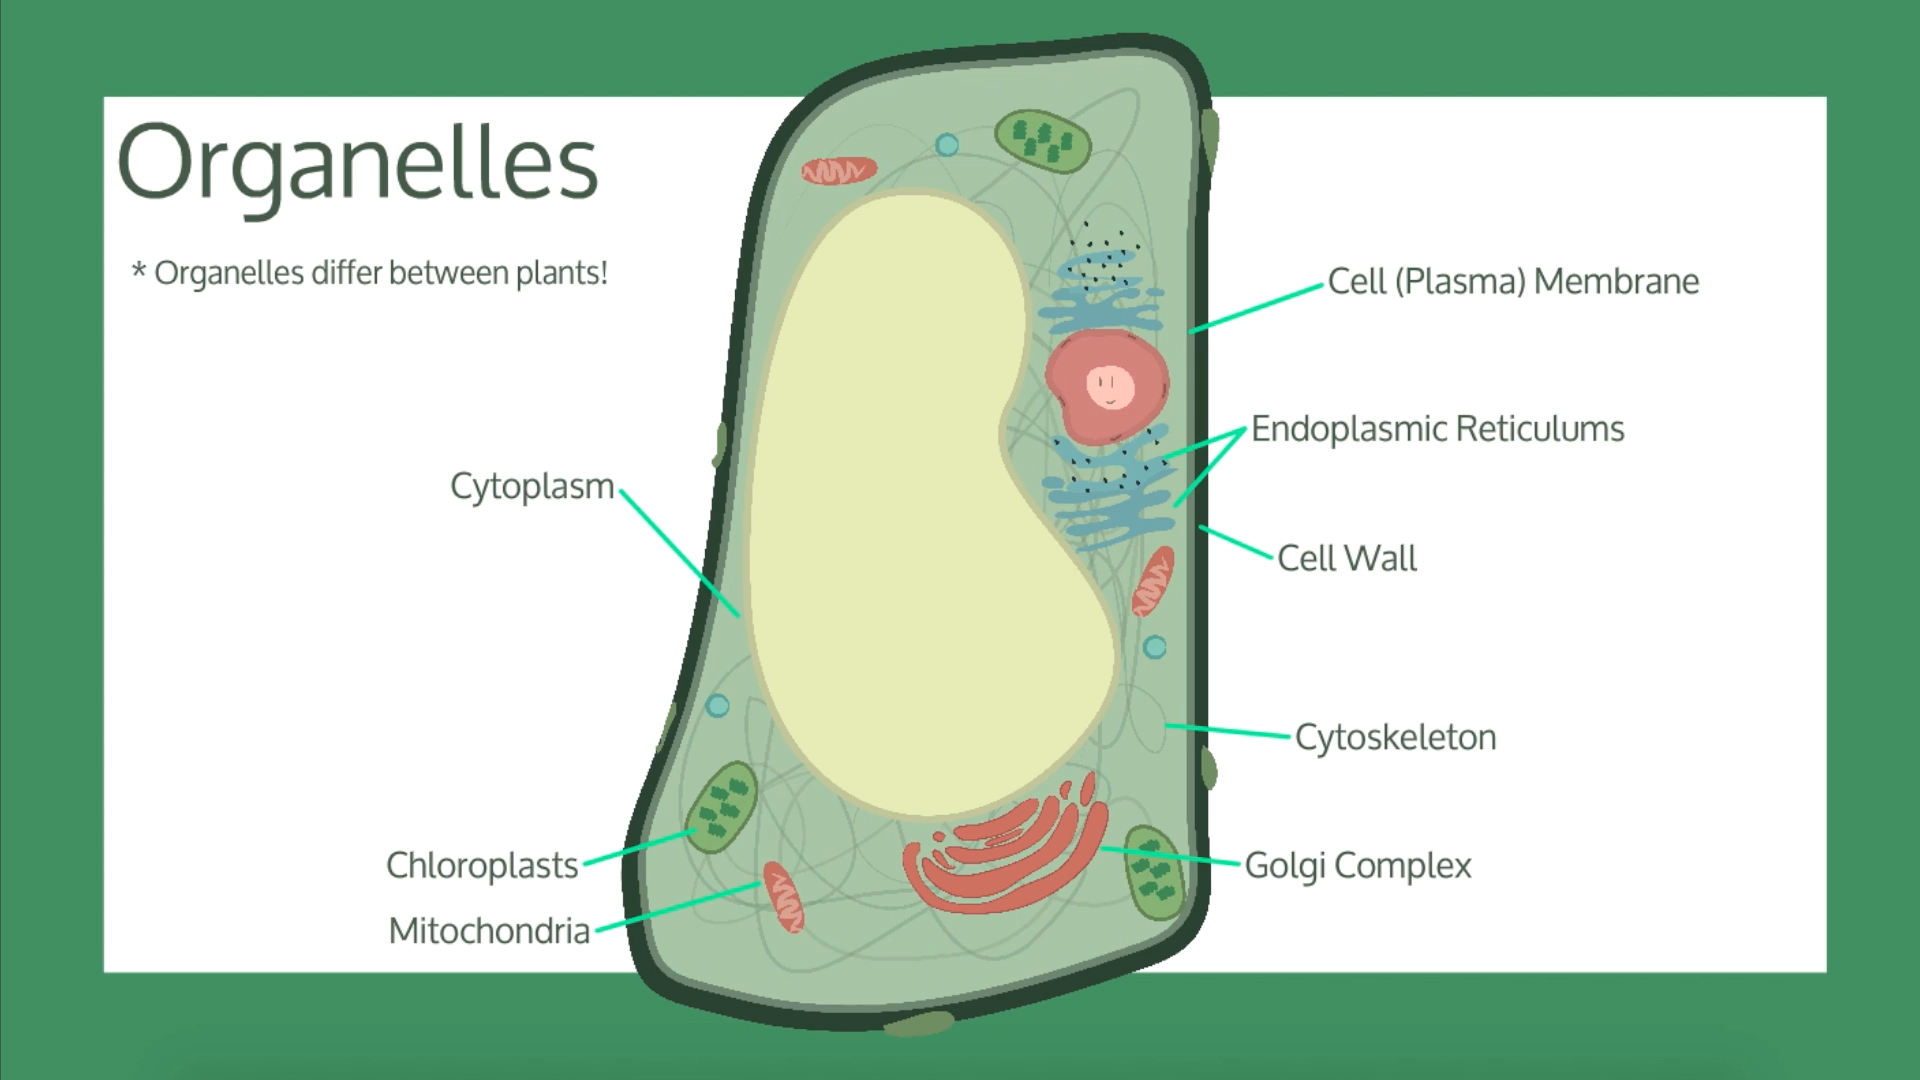 Organelles
* Organelles differ between plants!
Cell (Plasma) Membrane
Endoplasmic Reticulums
Cytoplasm
Cell Wall
Cytoskeleton
Chloroplasts
Golgi Complex
Mitochondria